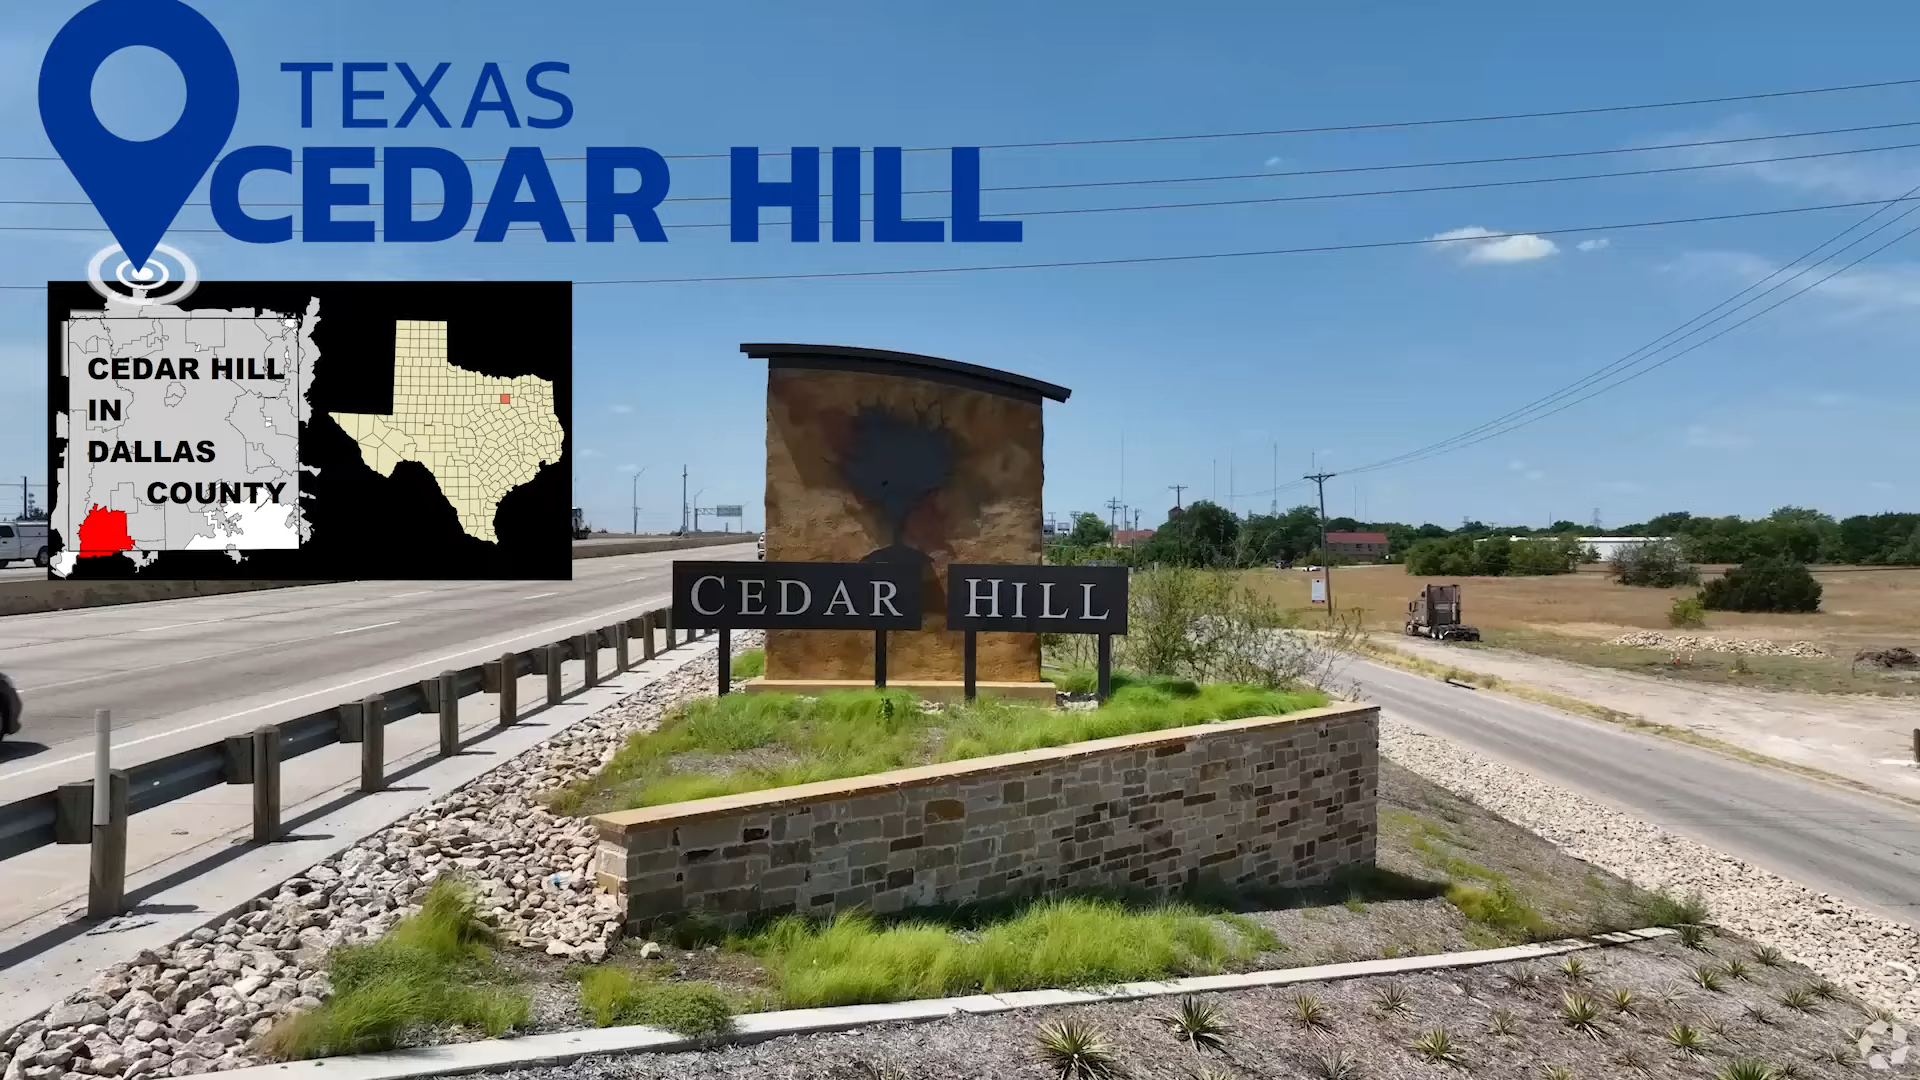 TEXAS
CEDAR HILL
CEDAR HILL
IN
DALLAS
COUNTY
CEDAR HILL